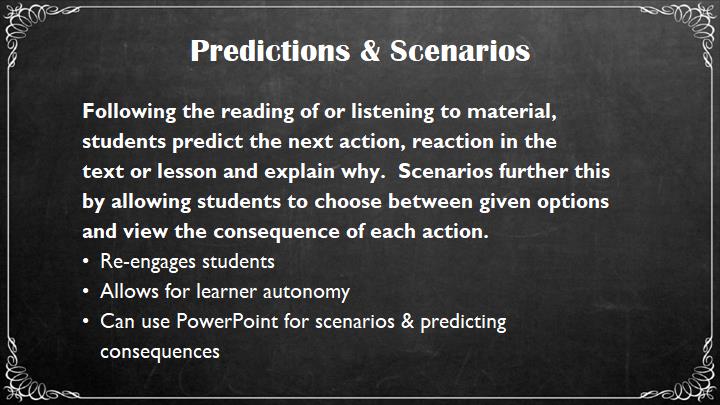 Predictions & Scenarios
Following the reading of or listening to material,
students predict the next action, reaction in the
text or lesson and explain why.  Scenarios further this
by allowing students to choose between given options
and view the consequence of each action.
• Re-engages students
• Allows for learner autonomy
• Can use PowerPoint for scenarios & predicting
consequences